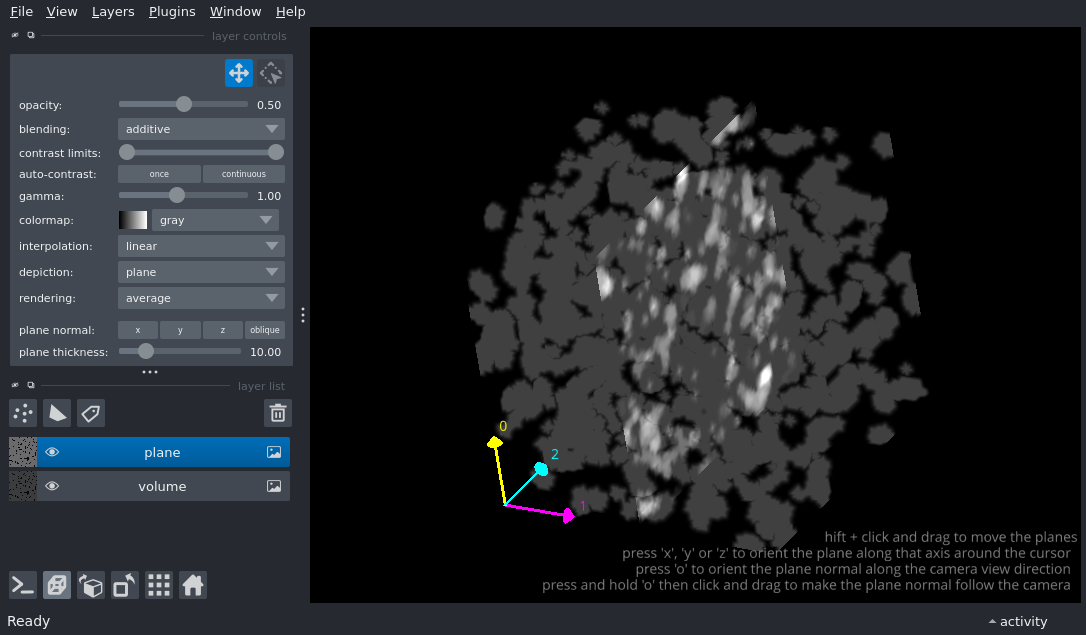 File View Layers Plugins Window Help
layer controls
opacity: 0.50
blending: additive
contrast limits:
auto-contrast: once continuous
gamma: 1.00
colormap: gray
interpolation: linear
depiction: plane
rendering: average
plane normal: x y z oblique
plane thickness: 10.00
layer list
plane
volume
0
2
1
hift + click and drag to move the planes
press 'x', 'y' or 'z' to orient the plane along that axis around the cursor
press 'o' to orient the plane normal along the camera view direction
press and hold 'o' then click and drag to make the plane normal follow the camera
Ready
activity